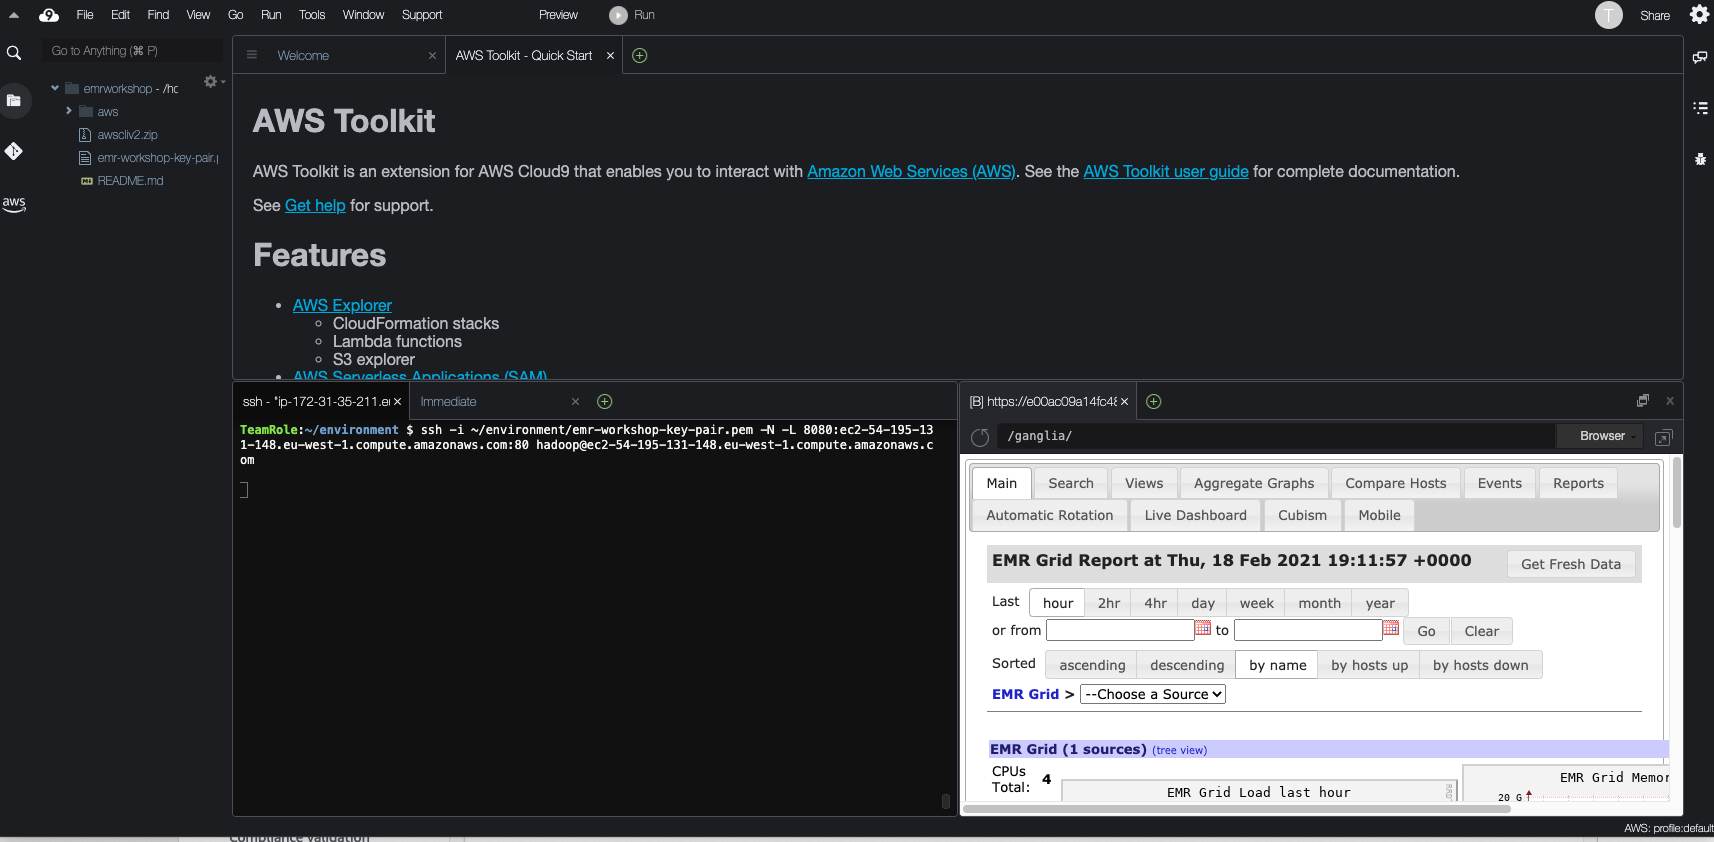 File Edit Find View Go Run Tools Window Support Preview Run T Share
Go to Anything (⌘ P)
emrworkshop - /hc
aws
awscliv2.zip
emr-workshop-key-pair.p
README.md
aws
Welcome
AWS Toolkit - Quick Start
AWS Toolkit
AWS Toolkit is an extension for AWS Cloud9 that enables you to interact with Amazon Web Services (AWS). See the AWS Toolkit user guide for complete documentation.
See Get help for support.
Features
AWS Explorer
CloudFormation stacks
Lambda functions
S3 explorer
AWS Serverless Applications (SAM)
ssh - "ip-172-31-35-211.eu
Immediate
TeamRole:~/environment $ ssh -i ~/environment/emr-workshop-key-pair.pem -N -L 8080:ec2-54-195-13
1-148.eu-west-1.compute.amazonaws.com:80 hadoop@ec2-54-195-131-148.eu-west-1.compute.amazonaws.c
om
[B] https://e00ac09a14fc48
/ganglia/
Browser
Main Search Views Aggregate Graphs Compare Hosts Events Reports
Automatic Rotation Live Dashboard Cubism Mobile
EMR Grid Report at Thu, 18 Feb 2021 19:11:57 +0000
Get Fresh Data
Last hour 2hr 4hr day week month year
or from to Go Clear
Sorted ascending descending by name by hosts up by hosts down
EMR Grid > --Choose a Source
EMR Grid (1 sources) (tree view)
CPUs
Total: 4
EMR Grid Load last hour
EMR Grid Memor
20 G
AWS: profile:default
Compliance validation